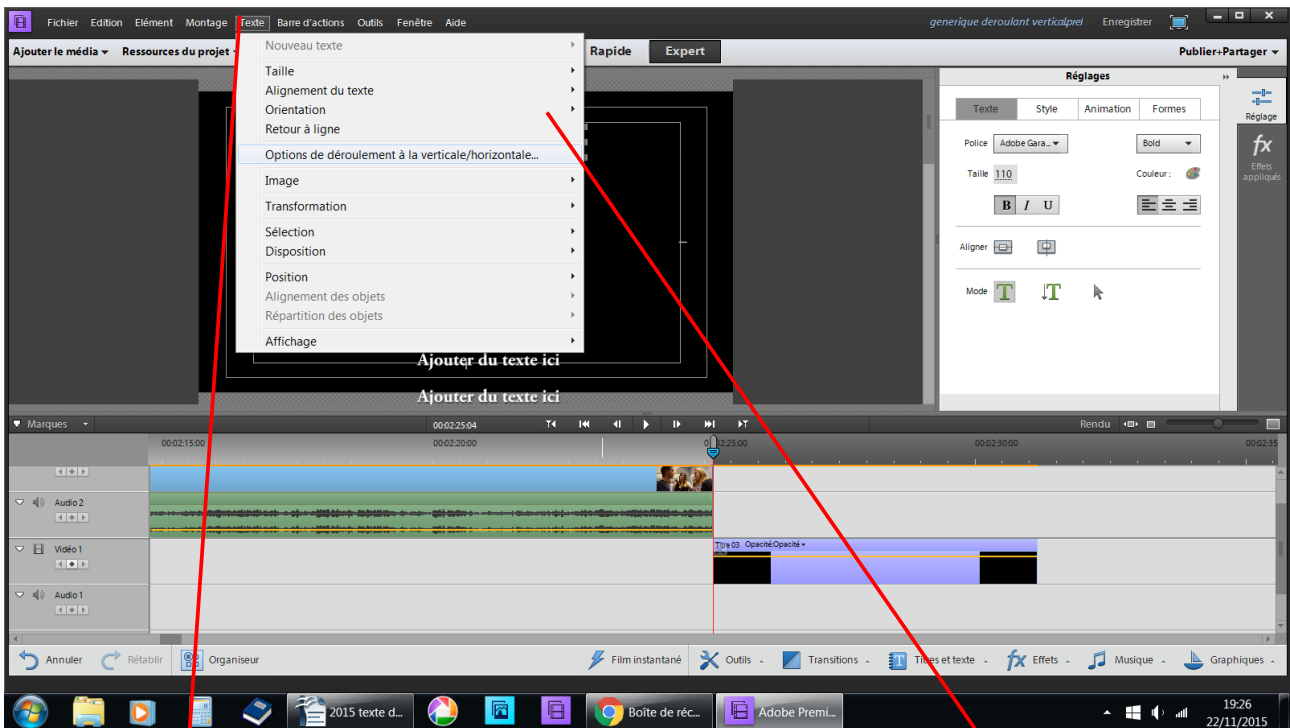 Fichier Edition Elément Montage Texte Barre d'actions Outils Fenêtre Aide
generique deroulant verticalprel Enregistrer
Ajouter le média Ressources du projet
Rapide Expert
Publier+Partager
Nouveau texte
Taille
Alignement du texte
Orientation
Retour à ligne
Options de déroulement à la verticale/horizontale...
Image
Transformation
Sélection
Disposition
Position
Alignement des objets
Répartition des objets
Affichage
Ajouter du texte ici
Ajouter du texte ici
Réglages
Texte Style Animation Formes
Police Adobe Gara... Bold
Taille 110 Couleur :
B I U
Aligner
Mode T T
Réglage
fx
Effets
appliqués
Marques 00:02:25:04 Rendu
00:02:15:00 00:02:20:00 00:02:30:00 00:02:35
Audio 2
Vidéo 1
Titre 03 Opacité:Opacité
Audio 1
Annuler Rétablir Organiseur Film instantané Outils Transitions Titres et texte fx Effets Musique Graphiques
2015 texte d... Boîte de réc... Adobe Premi...
19:26
22/11/2015